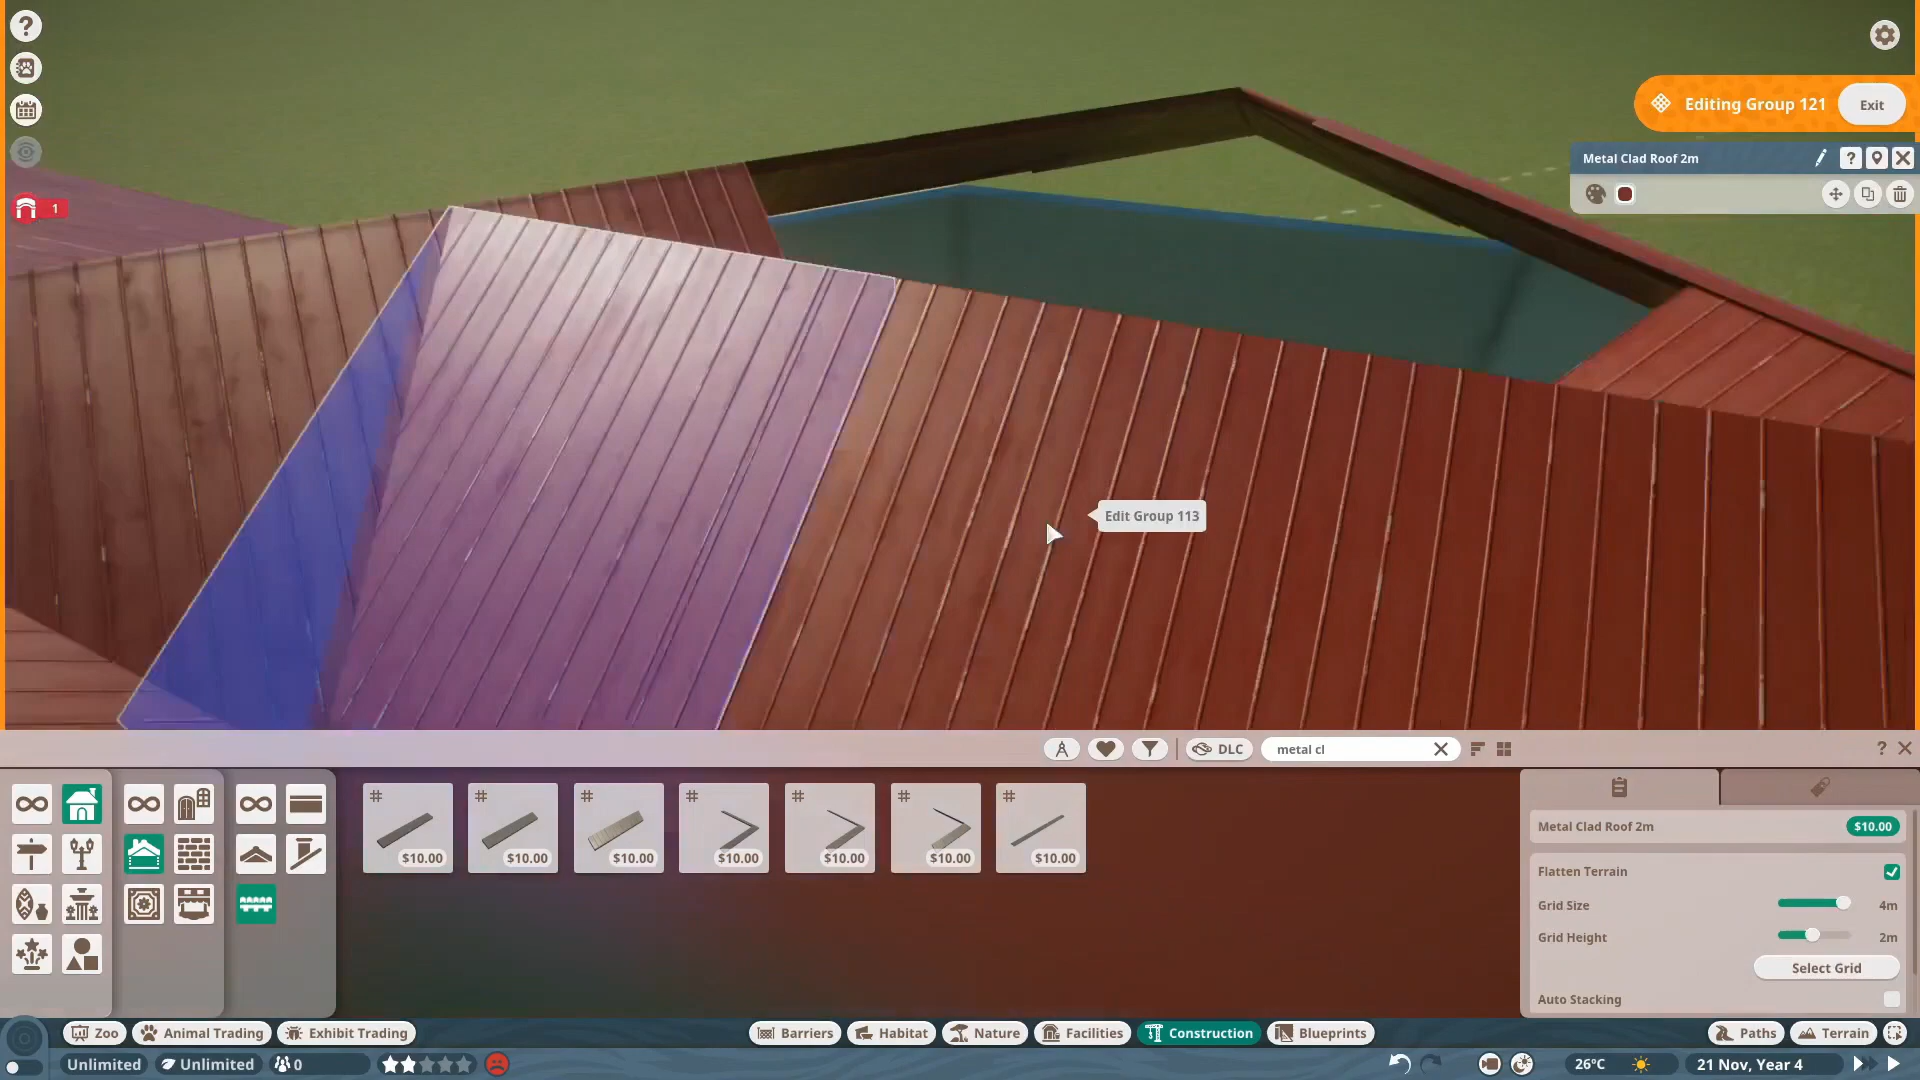 ?
Editing Group 121
Exit
Metal Clad Roof 2m
?
1
Edit Group 113
DLC
metal cl
?
#
$10.00
#
$10.00
#
$10.00
#
$10.00
#
$10.00
#
$10.00
#
$10.00
Metal Clad Roof 2m
$10.00
Flatten Terrain
Grid Size
4m
Grid Height
2m
Select Grid
Auto Stacking
Zoo
Animal Trading
Exhibit Trading
Barriers
Habitat
Nature
Facilities
Construction
Blueprints
Paths
Terrain
Unlimited
Unlimited
0
26°C
21 Nov, Year 4